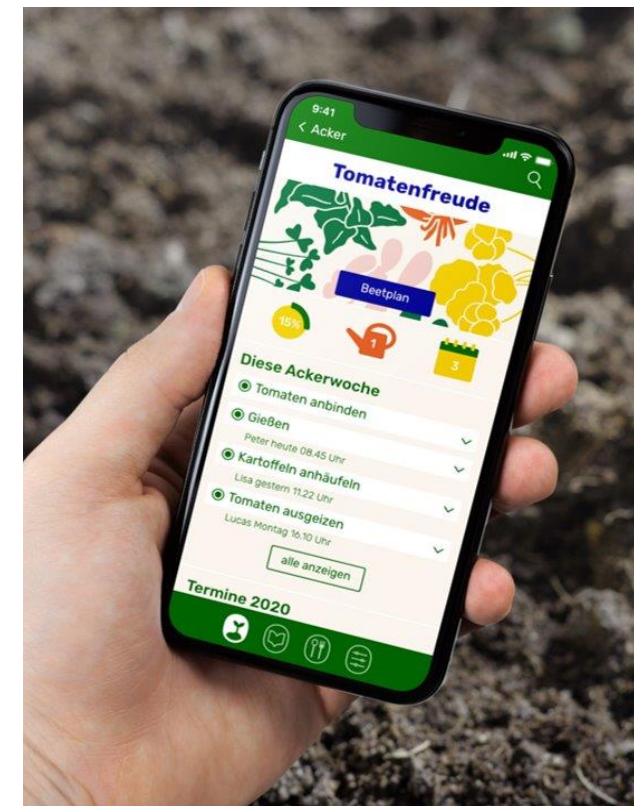 9:41
< Acker
Tomatenfreude
Beetplan
15%
1
3
Diese Ackerwoche
Tomaten anbinden
Gießen
Peter heute 08.45 Uhr
Kartoffeln anhäufeln
Lisa gestern 11.22 Uhr
Tomaten ausgeizen
Lucas Montag 16.10 Uhr
alle anzeigen
Termine 2020